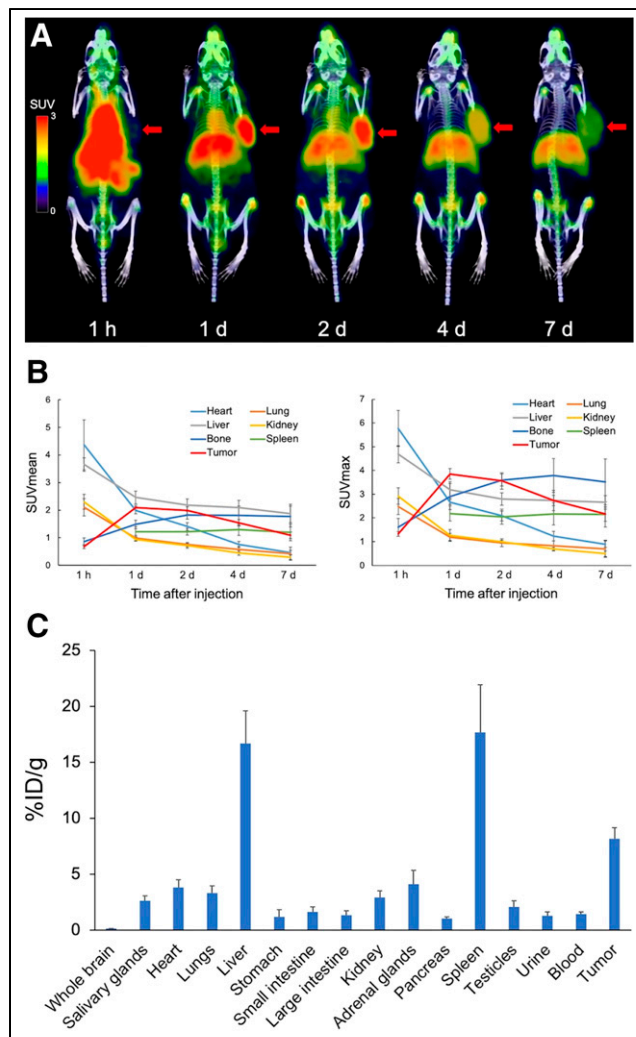 A
SUV
3
0
1 h
1 d
2 d
4 d
7 d
B
SUVmean
6
5
4
3
2
1
0
Heart
Lung
Liver
Kidney
Bone
Spleen
Tumor
1 h
1 d
2 d
4 d
7 d
Time after injection
SUVmax
7
6
5
4
3
2
1
0
Heart
Lung
Liver
Kidney
Bone
Spleen
Tumor
1 h
1 d
2 d
4 d
7 d
Time after injection
C
%ID/g
25
20
15
10
5
0
Whole brain
Salivary glands
Heart
Lungs
Liver
Stomach
Small intestine
Large intestine
Kidney
Adrenal glands
Pancreas
Spleen
Testicles
Urine
Blood
Tumor